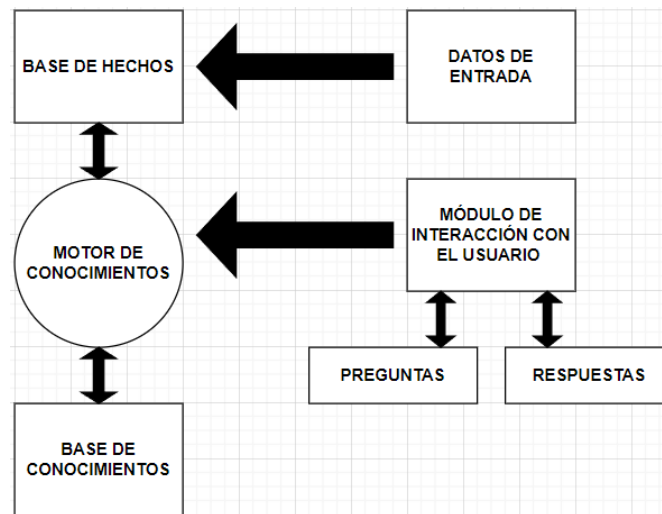 BASE DE HECHOS
DATOS DE
ENTRADA
MOTOR DE
CONOCIMIENTOS
MÓDULO DE
INTERACCIÓN CON
EL USUARIO
PREGUNTAS
RESPUESTAS
BASE DE
CONOCIMIENTOS